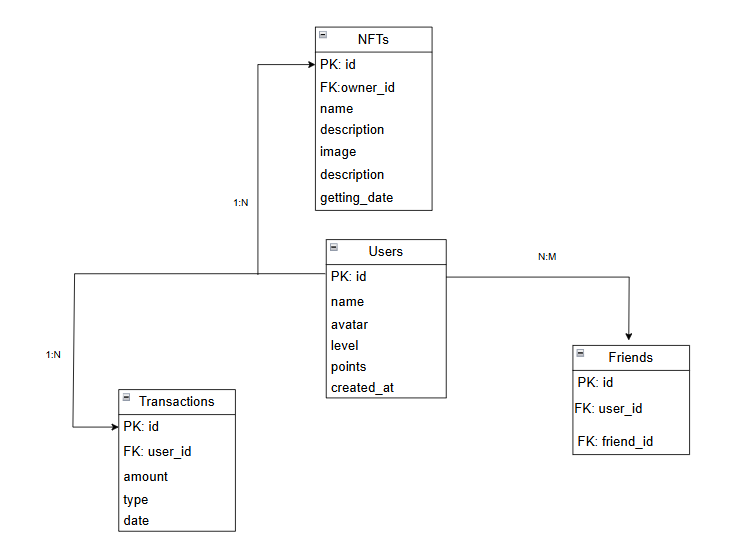 NFTs
PK: id
FK:owner_id
name
description
image
description
getting_date
1:N
Users
PK: id
name
avatar
level
points
created_at
N:M
Friends
PK: id
FK: user_id
FK: friend_id
1:N
Transactions
PK: id
FK: user_id
amount
type
date